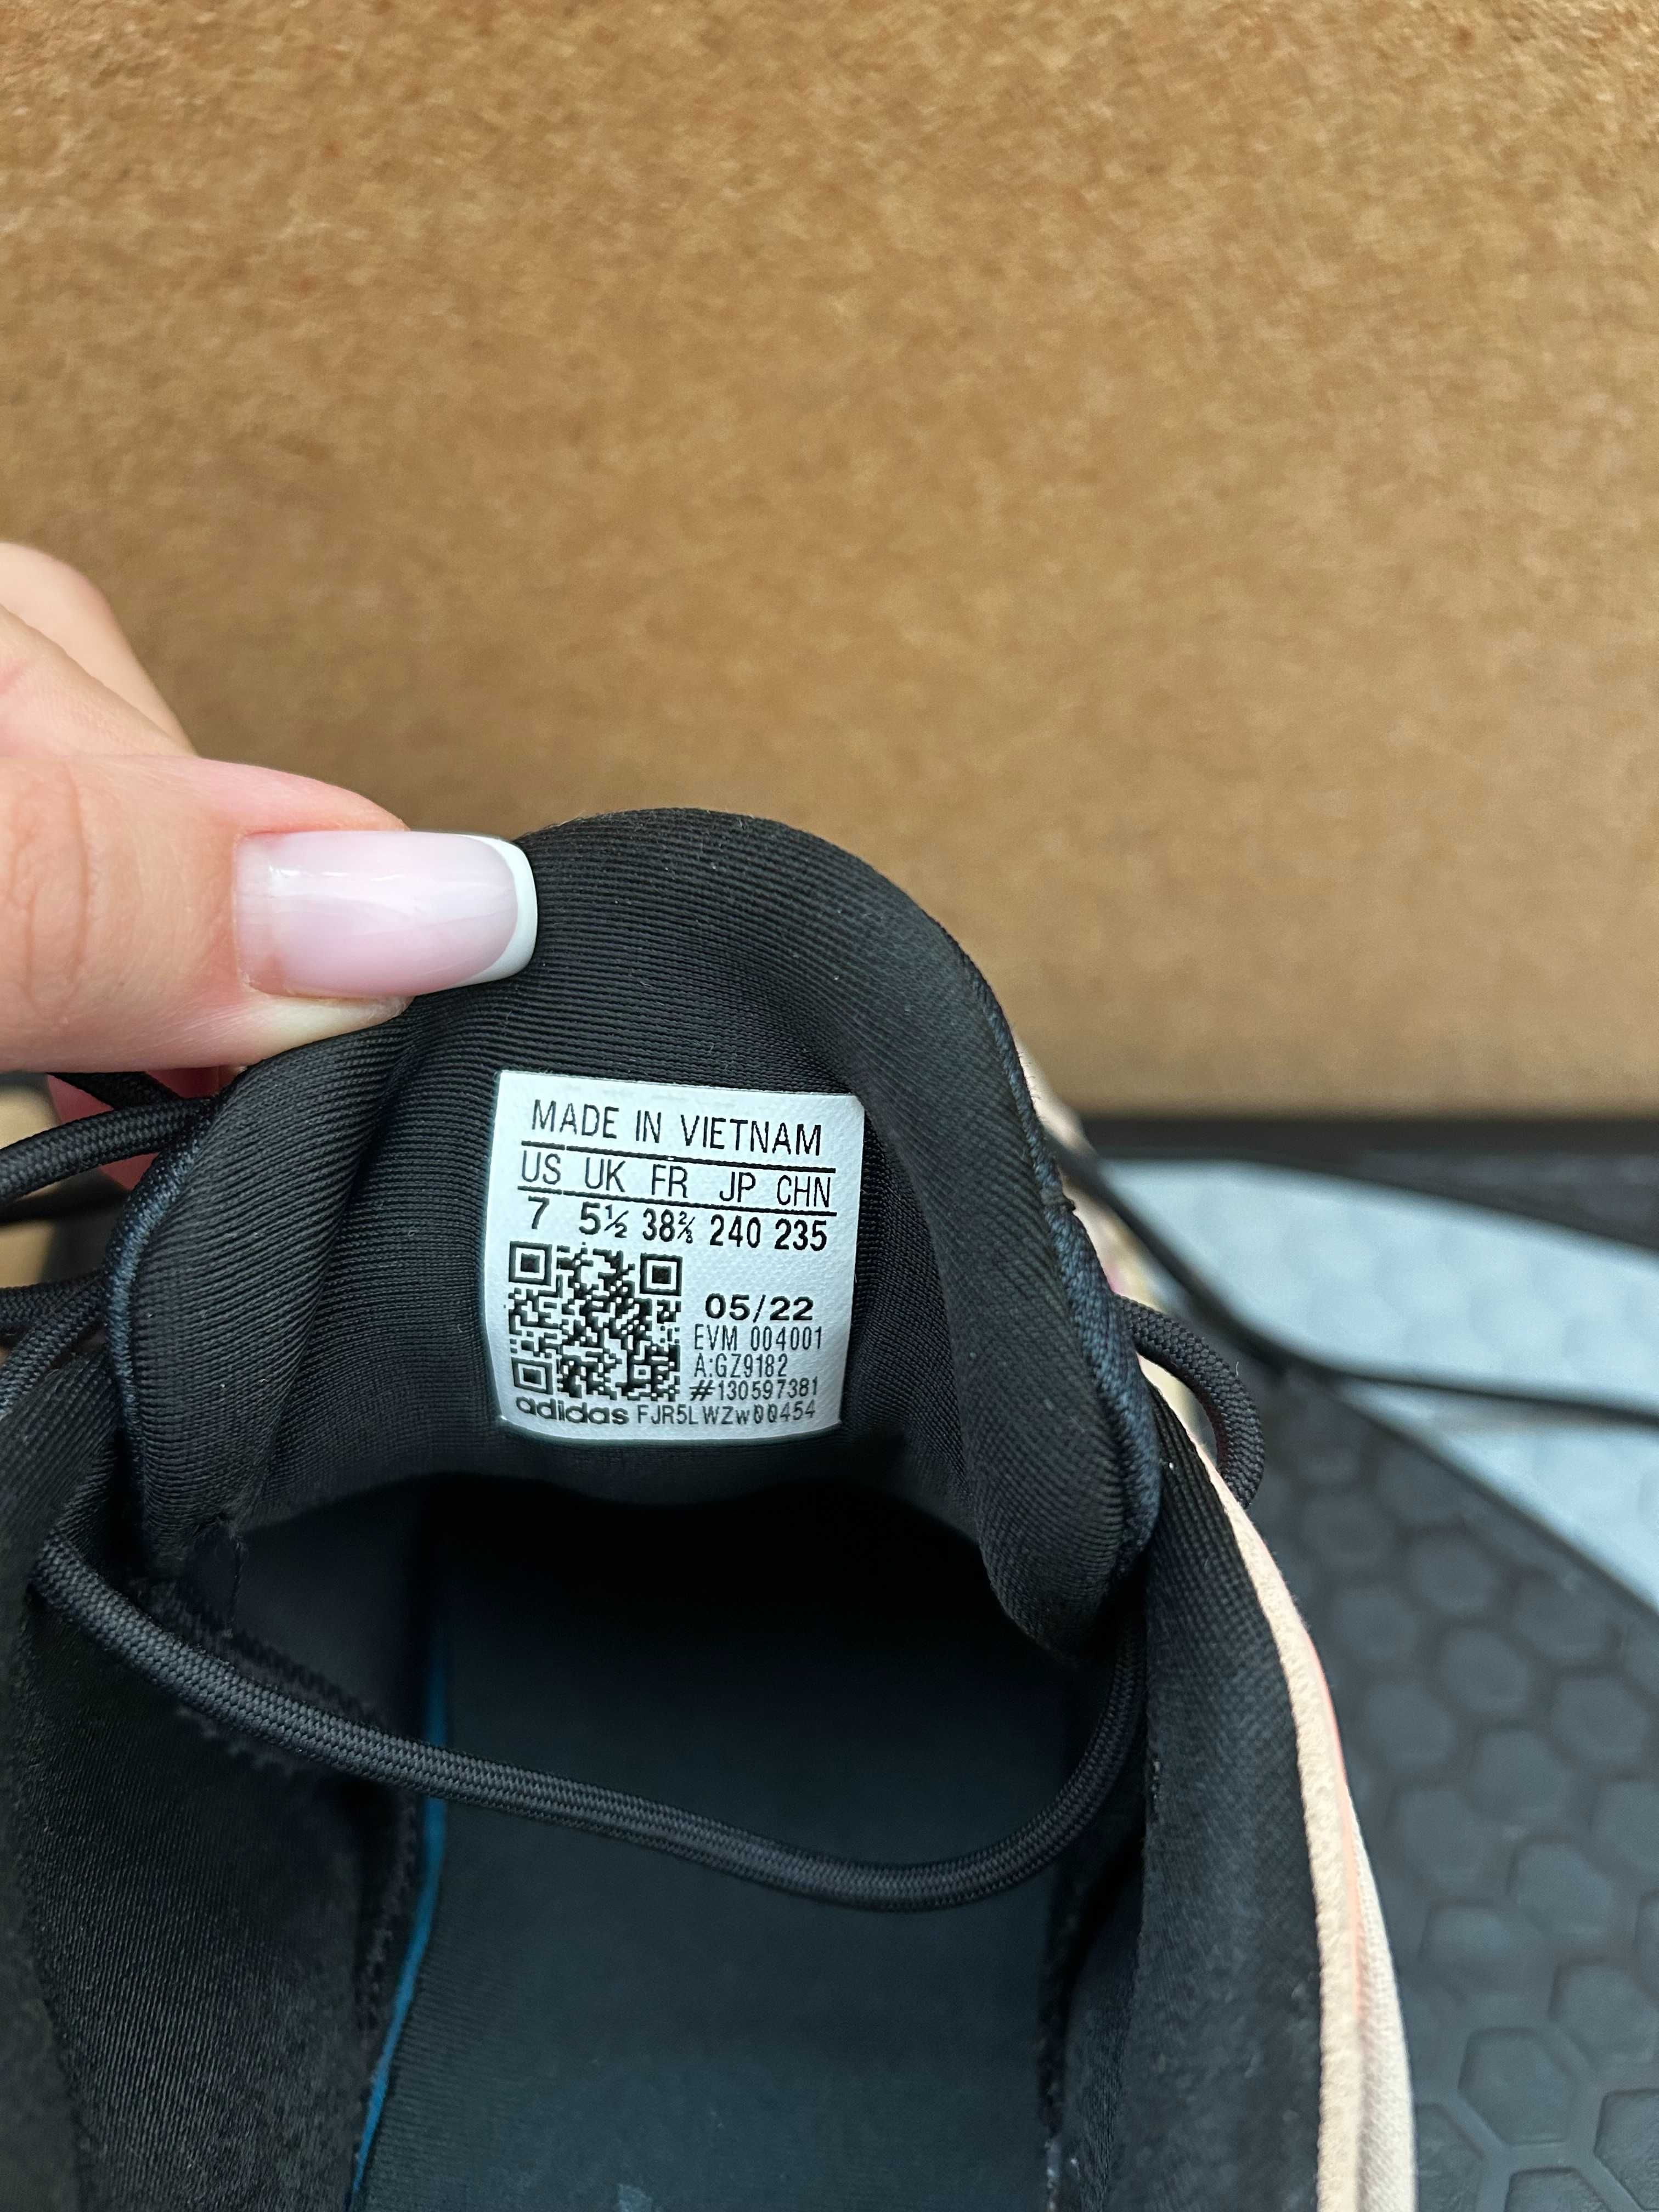 MADE IN VIETNAM
US UK FR JP CHN
7 5½ 38⅔ 240 235
05/22
EVM 004001
A:GZ9182
#130597381
adidas FJR5LWZw00454